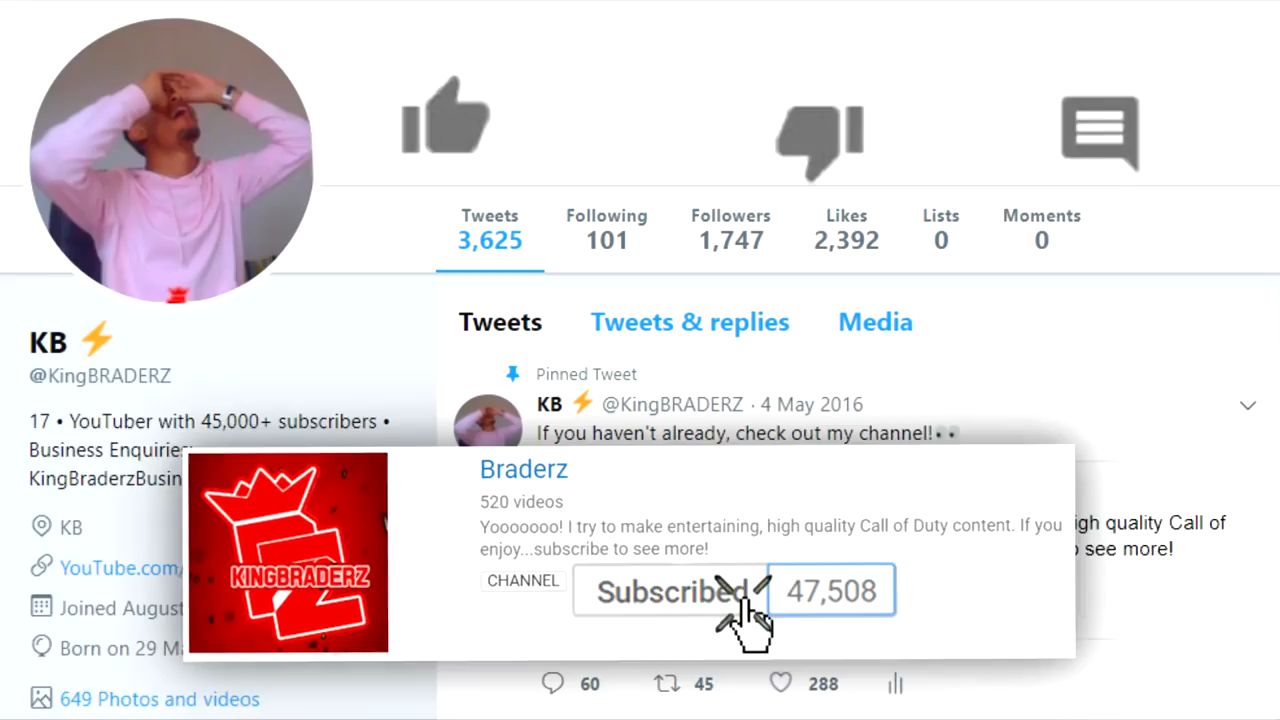 Tweets Following Followers Likes Lists Moments
3,625 101 1,747 2,392 0 0
KB
@KingBRADERZ
17 • YouTuber with 45,000+ subscribers •
Business Enquiries
KingBraderzBusin
KB
YouTube.com/
Joined August
Born on 29 Ma
649 Photos and videos
Tweets Tweets & replies Media
Pinned Tweet
KB @KingBRADERZ · 4 May 2016
If you haven't already, check out my channel!
KINGBRADERZ
Braderz
520 videos
Yooooooo! I try to make entertaining, high quality Call of Duty content. If you
enjoy...subscribe to see more!
CHANNEL Subscribed 47,508
igh quality Call of
see more!
60 45 288